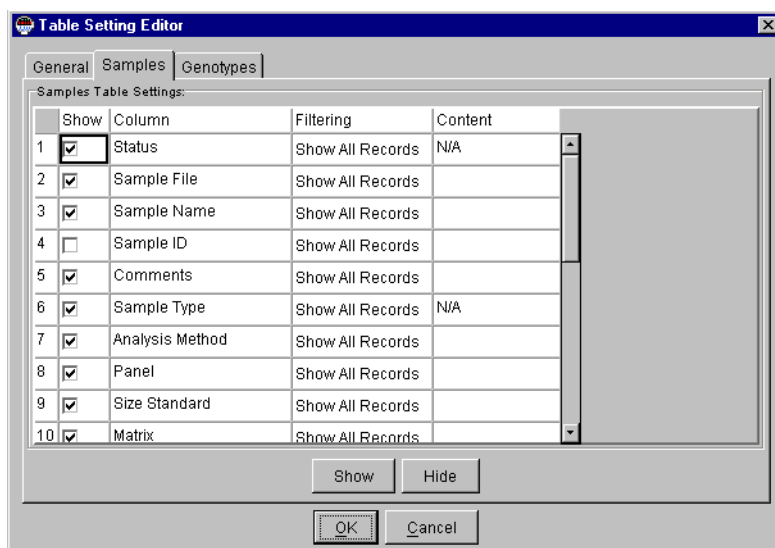 Table Setting Editor
General Samples Genotypes
Samples Table Settings:
Show Column Filtering Content
1 Status Show All Records N/A
2 Sample File Show All Records
3 Sample Name Show All Records
4 Sample ID Show All Records
5 Comments Show All Records
6 Sample Type Show All Records N/A
7 Analysis Method Show All Records
8 Panel Show All Records
9 Size Standard Show All Records
10 Matrix Show All Records
Show Hide
OK Cancel